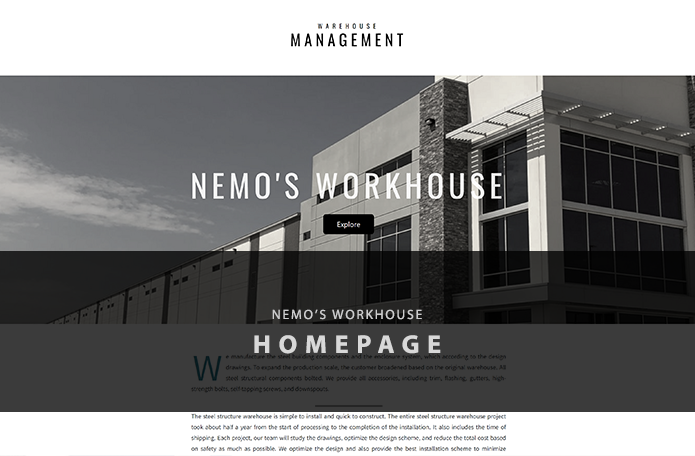 WAREHOUSE
MANAGEMENT
NEMO'S WORKHOUSE
Explore
NEMO'S WORKHOUSE
HOMEPAGE
We manufacture the steel building components and the enclosure system, which according to the design
drawings. To expand the production scale, the customer broadened based on the original warehouse. All
steel structural components bolted. We provide all accessories, including trim, flashing, gutters, high-
strength bolts, self-tapping screws, and downspouts.
The steel structure warehouse is simple to install and quick to construct. The entire steel structure warehouse project
took about half a year from the start of processing to the completion of the installation. It also includes the time of
shipping. Each project, our team will study the drawings, optimize the design scheme, and reduce the total cost based
on safety as much as possible. We optimize the design and also provide the best installation scheme to minimize